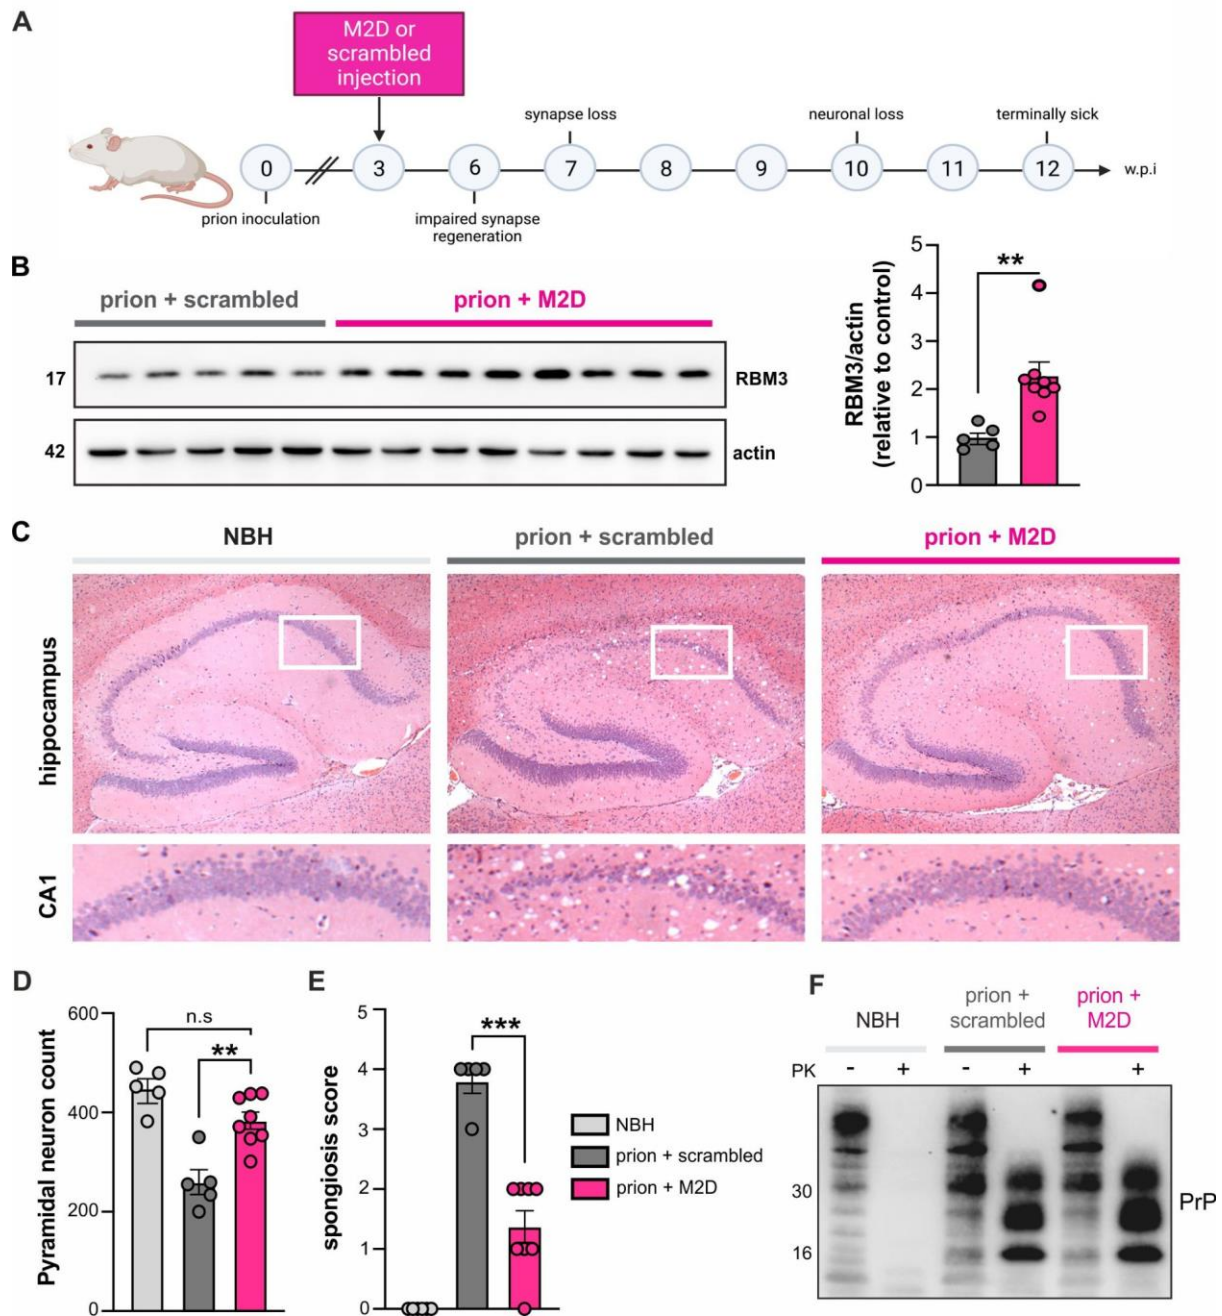 A
M2D or
scrambled
injection
synapse loss
neuronal loss
terminally sick
0
3
6
7
8
9
10
11
12
w.p.i
prion inoculation
impaired synapse
regeneration
B
prion + scrambled
prion + M2D
17
RBM3
42
actin
RBM3/actin
(relative to control)
5
4
3
2
1
0
**
C
NBH
prion + scrambled
prion + M2D
hippocampus
CA1
D
Pyramidal neuron count
600
400
200
0
n.s
**
E
spongiosis score
5
4
3
2
1
0
***
NBH
prion + scrambled
prion + M2D
F
NBH
prion +
scrambled
prion +
M2D
PK
- + - + - +
30
16
PrP